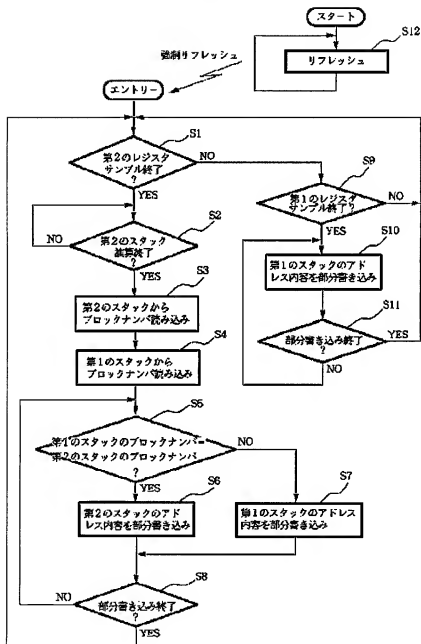 スタート
S12
リフレッシュ
強制リフレッシュ
エントリー
S1
第2のレジスタ
サンプル終了
?
NO
YES
S9
第1のレジスタ
サンプル終了?
NO
YES
S2
第2のスタック
演算終了
?
NO
YES
S10
第1のスタックのアド
レス内容を部分書き込み
S3
第2のスタックから
ブロックナンバ読み込み
S11
部分書き込み終了
?
YES
NO
S4
第1のスタックから
ブロックナンバ読み込み
S5
第1のスタックのブロックナンバ=
第2のスタックのブロックナンバ
?
NO
YES
S6
第2のスタックのアド
レス内容を部分書き込み
S7
第1のスタックのアドレス
内容を部分書き込み
S8
部分書き込み終了
?
NO
YES